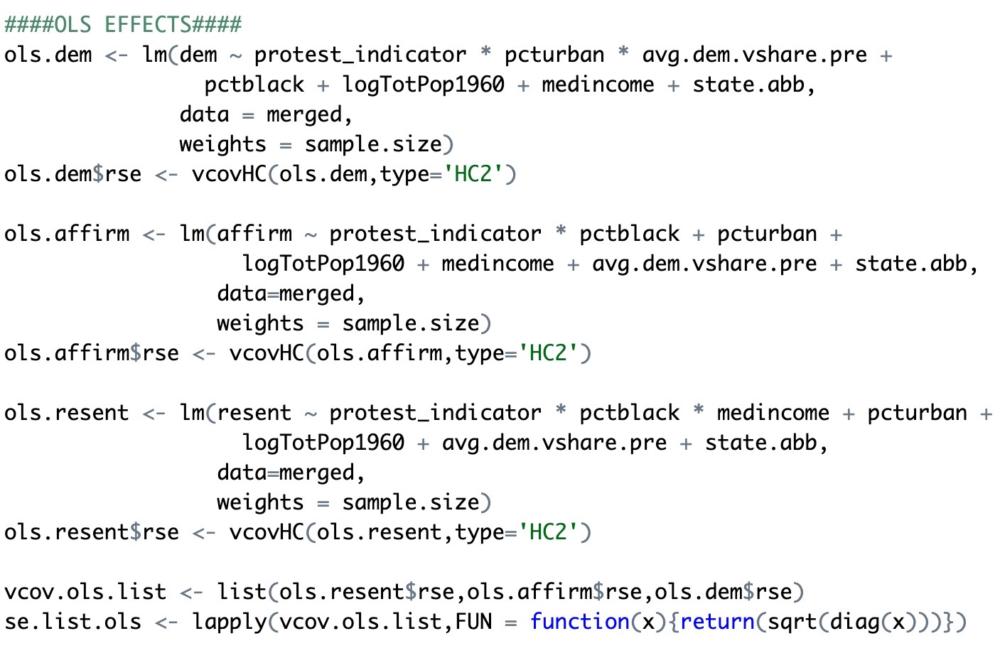 ####OLS EFFECTS####
ols.dem <- lm(dem ~ protest_indicator * pcturban * avg.dem.vshare.pre +
                pctblack + logTotPop1960 + medincome + state.abb,
              data = merged,
              weights = sample.size)
ols.dem$rse <- vcovHC(ols.dem,type='HC2')

ols.affirm <- lm(affirm ~ protest_indicator * pctblack + pcturban +
                   logTotPop1960 + medincome + avg.dem.vshare.pre + state.abb,
                 data=merged,
                 weights = sample.size)
ols.affirm$rse <- vcovHC(ols.affirm,type='HC2')

ols.resent <- lm(resent ~ protest_indicator * pctblack * medincome + pcturban +
                   logTotPop1960 + avg.dem.vshare.pre + state.abb,
                 data=merged,
                 weights = sample.size)
ols.resent$rse <- vcovHC(ols.resent,type='HC2')

vcov.ols.list <- list(ols.resent$rse,ols.affirm$rse,ols.dem$rse)
se.list.ols <- lapply(vcov.ols.list,FUN = function(x){return(sqrt(diag(x)))})